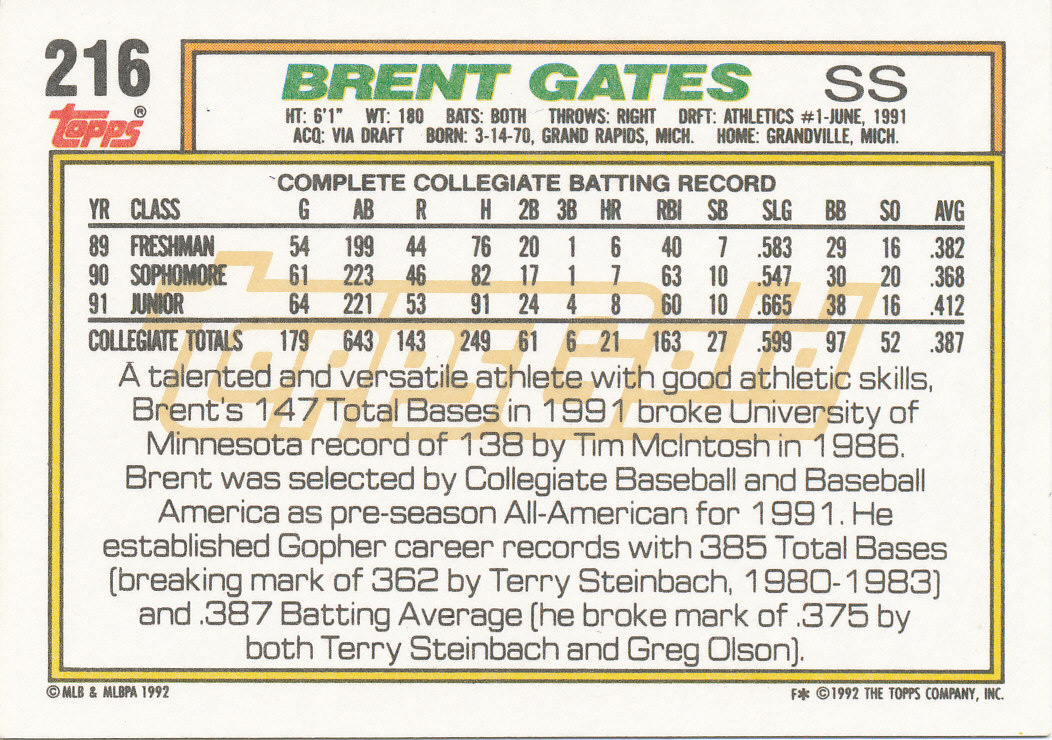 216
Topps®
BRENT GATES SS
HT: 6'1" WT: 180 BATS: BOTH THROWS: RIGHT DRFT: ATHLETICS #1-JUNE, 1991
ACQ: VIA DRAFT BORN: 3-14-70, GRAND RAPIDS, MICH. HOME: GRANDVILLE, MICH.
COMPLETE COLLEGIATE BATTING RECORD
YR CLASS G AB R H 2B 3B HR RBI SB SLG BB SO AVG
89 FRESHMAN 54 199 44 76 20 1 6 40 7 .583 29 16 .382
90 SOPHOMORE 61 223 46 82 17 1 7 63 10 .547 30 20 .368
91 JUNIOR 64 221 53 91 24 4 8 60 10 .665 38 16 .412
COLLEGIATE TOTALS 179 643 143 249 61 6 21 163 27 .599 97 52 .387
Topps Gold
A talented and versatile athlete with good athletic skills,
Brent's 147 Total Bases in 1991 broke University of
Minnesota record of 138 by Tim McIntosh in 1986.
Brent was selected by Collegiate Baseball and Baseball
America as pre-season All-American for 1991. He
established Gopher career records with 385 Total Bases
(breaking mark of 362 by Terry Steinbach, 1980-1983)
and .387 Batting Average (he broke mark of .375 by
both Terry Steinbach and Greg Olson).
© MLB & MLBPA 1992
F* © 1992 THE TOPPS COMPANY, INC.